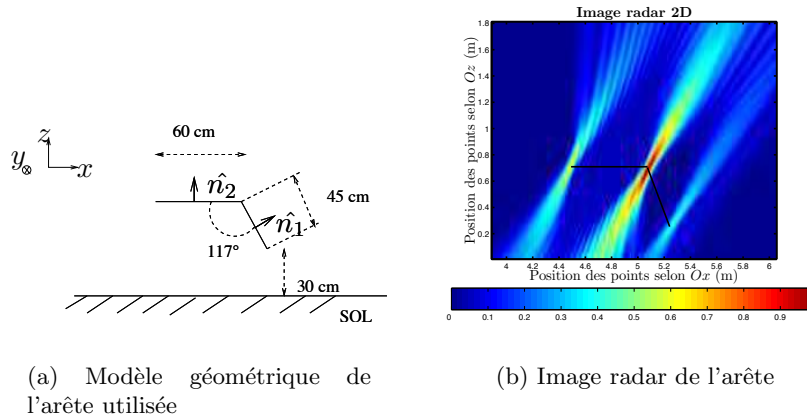 60 cm
z
y
x
n̂₂
45 cm
n̂₁
117°
30 cm
SOL
(a) Modèle géométrique de
l'arête utilisée
Image radar 2D
Position des points selon Oz (m)
1.8
1.6
1.4
1.2
1
0.8
0.6
0.4
0.2
4 4.2 4.4 4.6 4.8 5 5.2 5.4 5.6 5.8 6
Position des points selon Ox (m)
0 0.1 0.2 0.3 0.4 0.5 0.6 0.7 0.8 0.9
(b) Image radar de l'arête